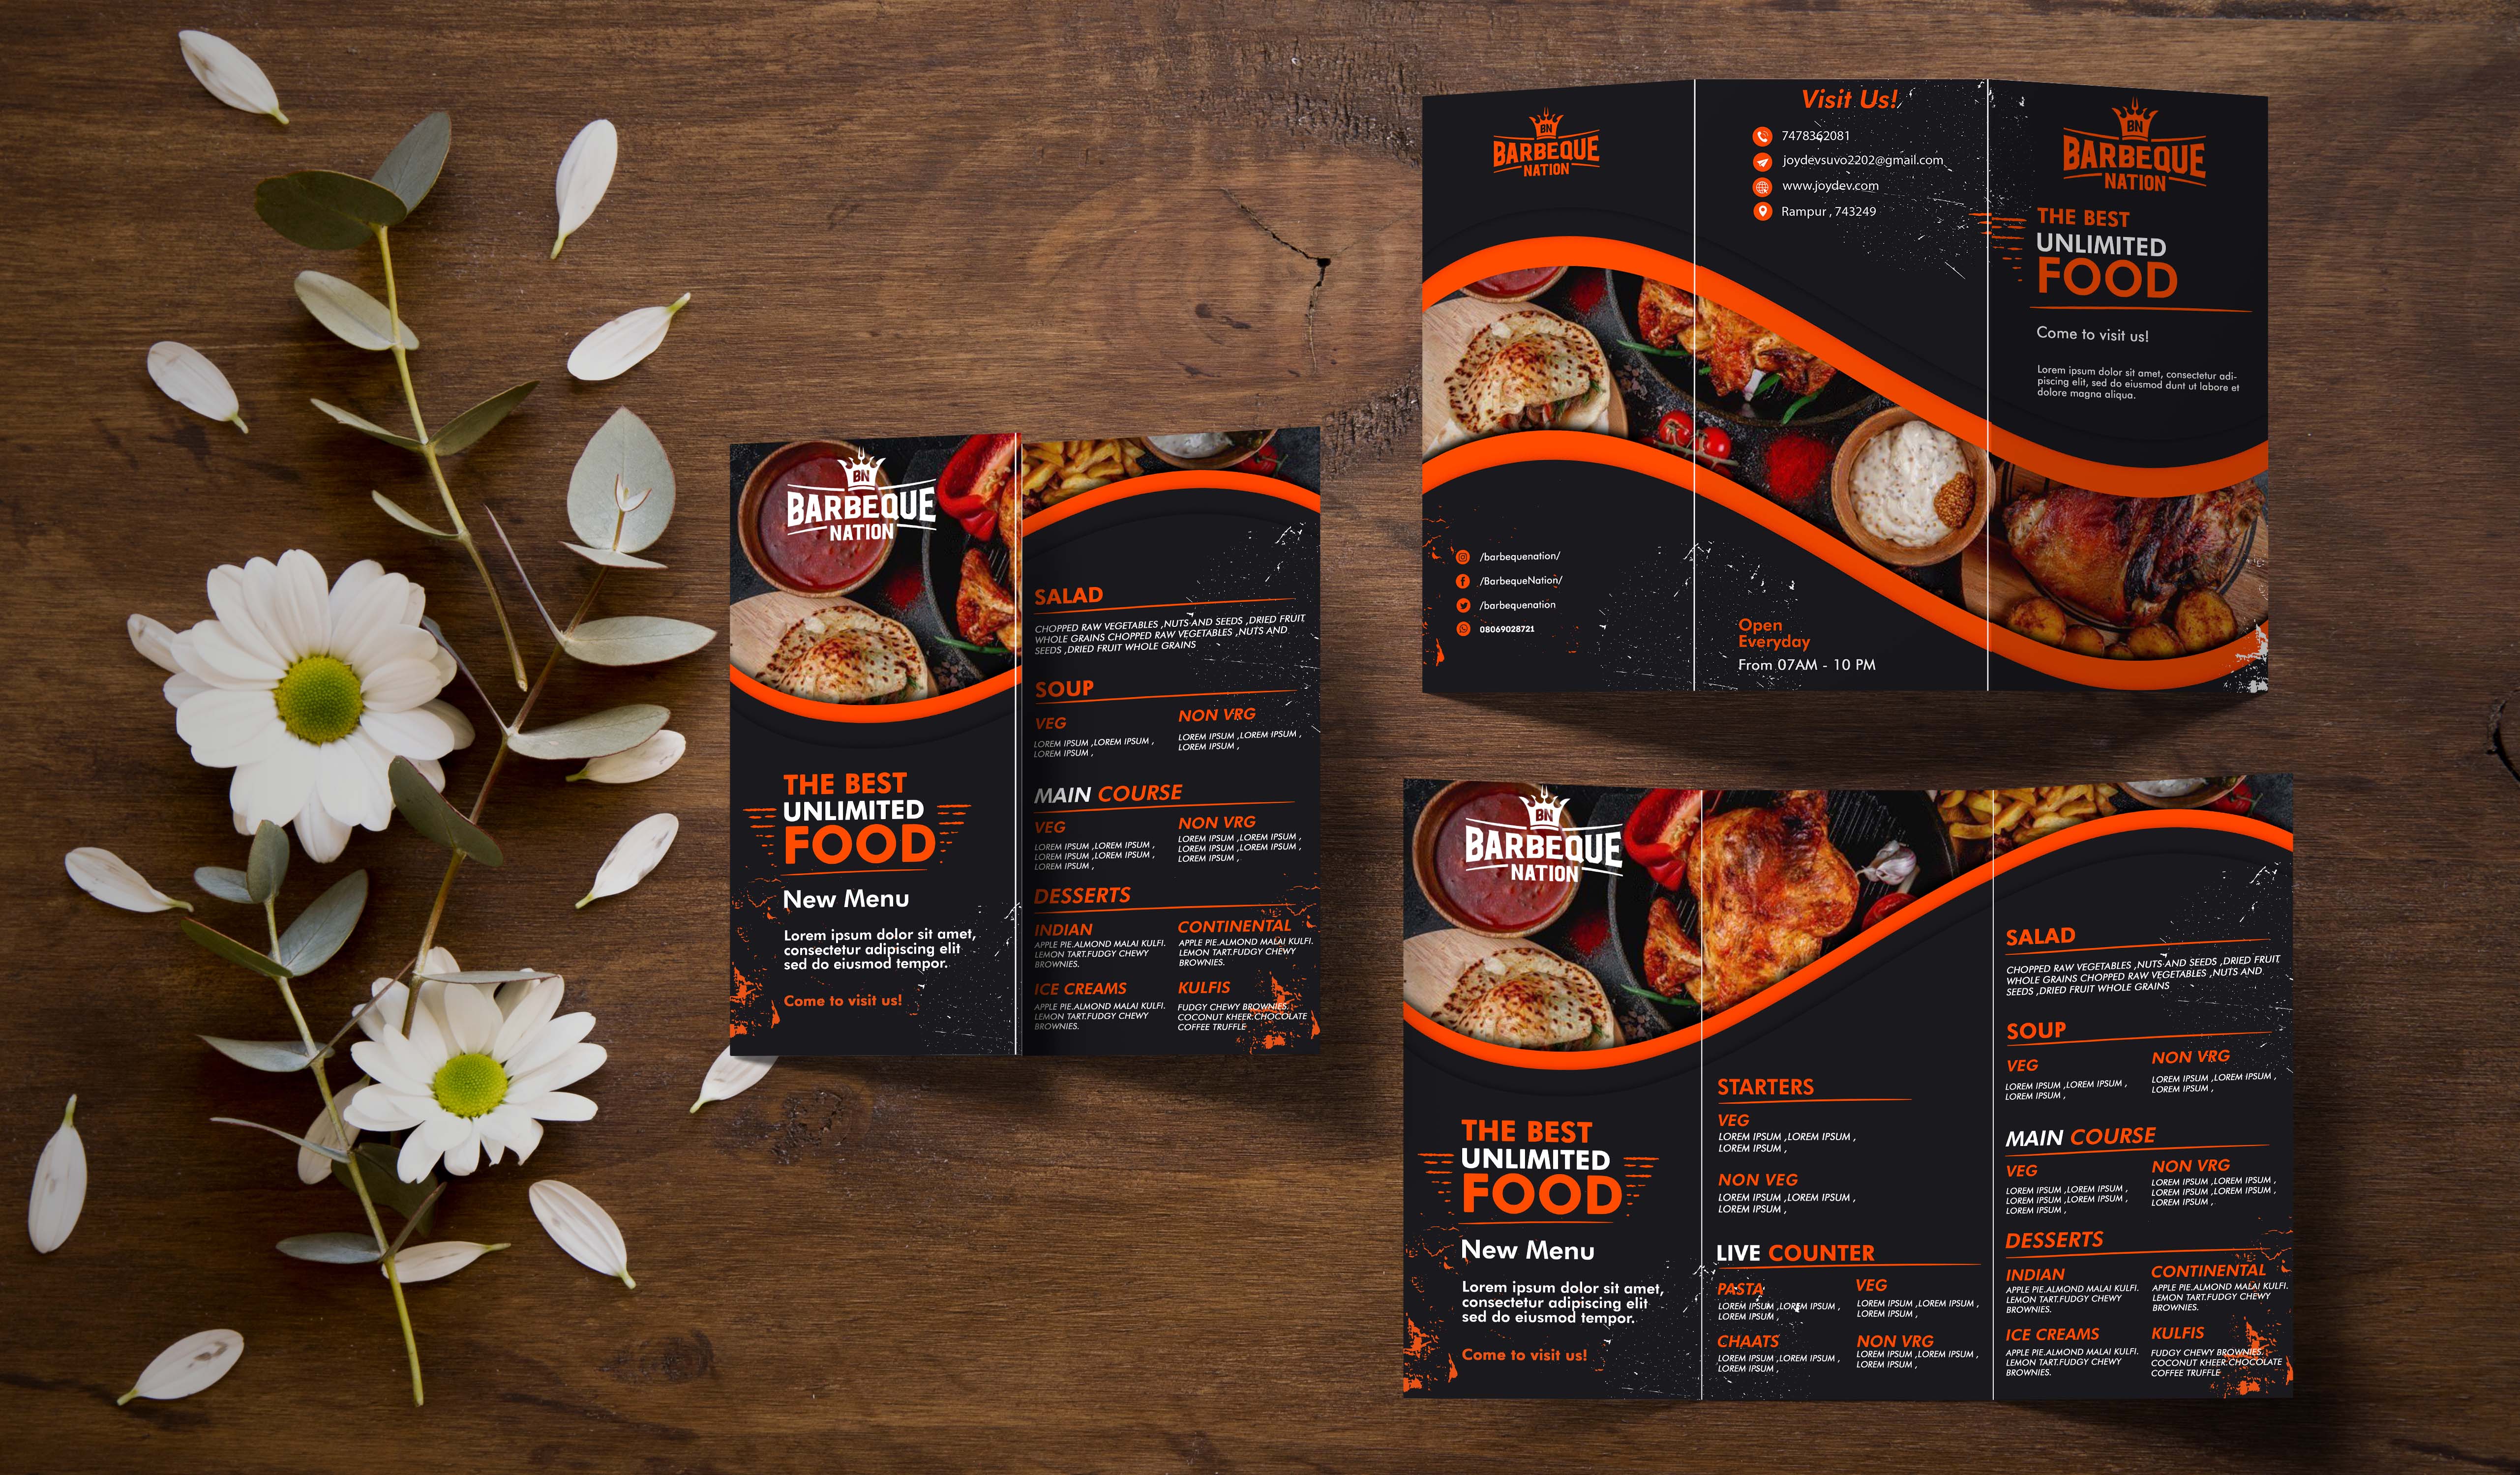 BN
BARBEQUE
NATION
THE BEST
UNLIMITED
FOOD
New Menu
Lorem ipsum dolor sit amet,
consectetur adipiscing elit
sed do eiusmod tempor.
Come to visit us!
SALAD
CHOPPED RAW VEGETABLES ,NUTS AND SEEDS ,DRIED FRUIT
WHOLE GRAINS CHOPPED RAW VEGETABLES ,NUTS AND
SEEDS ,DRIED FRUIT WHOLE GRAINS
SOUP
VEG
LOREM IPSUM ,LOREM IPSUM ,
LOREM IPSUM ,
NON VRG
LOREM IPSUM ,LOREM IPSUM ,
LOREM IPSUM ,
MAIN COURSE
VEG
LOREM IPSUM ,LOREM IPSUM ,
LOREM IPSUM ,LOREM IPSUM ,
LOREM IPSUM ,
NON VRG
LOREM IPSUM ,LOREM IPSUM ,
LOREM IPSUM ,LOREM IPSUM ,
LOREM IPSUM ,
DESSERTS
INDIAN
APPLE PIE.ALMOND MALAI KULFI.
LEMON TART.FUDGY CHEWY
BROWNIES.
CONTINENTAL
APPLE PIE.ALMOND MALAI KULFI.
LEMON TART.FUDGY CHEWY
BROWNIES.
ICE CREAMS
APPLE PIE.ALMOND MALAI KULFI.
LEMON TART.FUDGY CHEWY
BROWNIES.
KULFIS
FUDGY CHEWY BROWNIES.
COCONUT KHEER.CHOCOLATE
COFFEE TRUFFLE
BN
BARBEQUE
NATION
/barbequenation/
/BarbequeNation/
/barbequenation
08069028721
Visit Us!
7478362081
joydevsuvo2202@gmail.com
www.joydev.com
Rampur , 743249
Open
Everyday
From 07AM - 10 PM
BN
BARBEQUE
NATION
THE BEST
UNLIMITED
FOOD
Come to visit us!
Lorem ipsum dolor sit amet, consectetur adi-
piscing elit, sed do eiusmod dunt ut labore et
dolore magna aliqua.
BN
BARBEQUE
NATION
THE BEST
UNLIMITED
FOOD
New Menu
Lorem ipsum dolor sit amet,
consectetur adipiscing elit
sed do eiusmod tempor.
Come to visit us!
STARTERS
VEG
LOREM IPSUM ,LOREM IPSUM ,
LOREM IPSUM ,
NON VEG
LOREM IPSUM ,LOREM IPSUM ,
LOREM IPSUM ,
LIVE COUNTER
PASTA
LOREM IPSUM ,LOREM IPSUM ,
LOREM IPSUM ,
VEG
LOREM IPSUM ,LOREM IPSUM ,
LOREM IPSUM ,
CHAATS
LOREM IPSUM ,LOREM IPSUM ,
LOREM IPSUM ,
NON VRG
LOREM IPSUM ,LOREM IPSUM ,
LOREM IPSUM ,
SALAD
CHOPPED RAW VEGETABLES ,NUTS AND SEEDS ,DRIED FRUIT
WHOLE GRAINS CHOPPED RAW VEGETABLES ,NUTS AND
SEEDS ,DRIED FRUIT WHOLE GRAINS
SOUP
VEG
LOREM IPSUM ,LOREM IPSUM ,
LOREM IPSUM ,
NON VRG
LOREM IPSUM ,LOREM IPSUM ,
LOREM IPSUM ,
MAIN COURSE
VEG
LOREM IPSUM ,LOREM IPSUM ,
LOREM IPSUM ,LOREM IPSUM ,
LOREM IPSUM ,
NON VRG
LOREM IPSUM ,LOREM IPSUM ,
LOREM IPSUM ,LOREM IPSUM ,
LOREM IPSUM ,
DESSERTS
INDIAN
APPLE PIE.ALMOND MALAI KULFI.
LEMON TART.FUDGY CHEWY
BROWNIES.
CONTINENTAL
APPLE PIE.ALMOND MALAI KULFI.
LEMON TART.FUDGY CHEWY
BROWNIES.
ICE CREAMS
APPLE PIE.ALMOND MALAI KULFI.
LEMON TART.FUDGY CHEWY
BROWNIES.
KULFIS
FUDGY CHEWY BROWNIES.
COCONUT KHEER.CHOCOLATE
COFFEE TRUFFLE